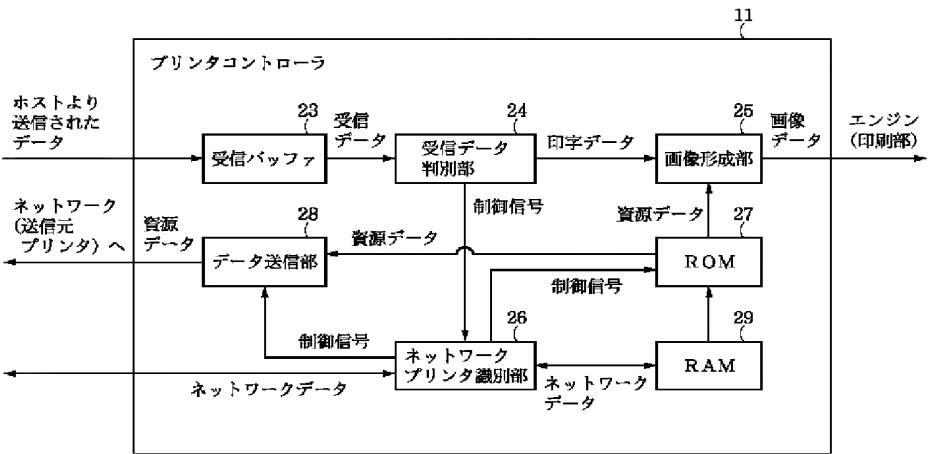 11
プリンタコントローラ
ホストより
送信された
データ
23
受信バッファ
受信
データ
24
受信データ
判別部
印字データ
25
画像形成部
画像
データ
エンジン
(印刷部)
制御信号
資源データ
ネットワーク
(送信元
プリンタ)へ
資源
データ
28
データ送信部
資源データ
27
ROM
制御信号
制御信号
26
ネットワーク
プリンタ識別部
29
RAM
ネットワークデータ
ネットワーク
データ